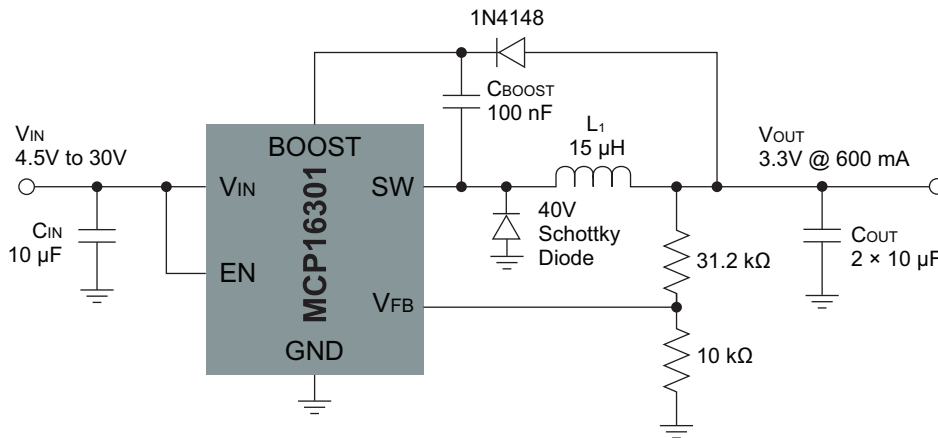 1N4148
CBOOST
100 nF
VIN
4.5V to 30V
L1
15 µH
VOUT
3.3V @ 600 mA
BOOST
VIN
SW
MCP16301
CIN
10 µF
40V
Schottky
Diode
COUT
2 × 10 µF
31.2 kΩ
EN
VFB
GND
10 kΩ